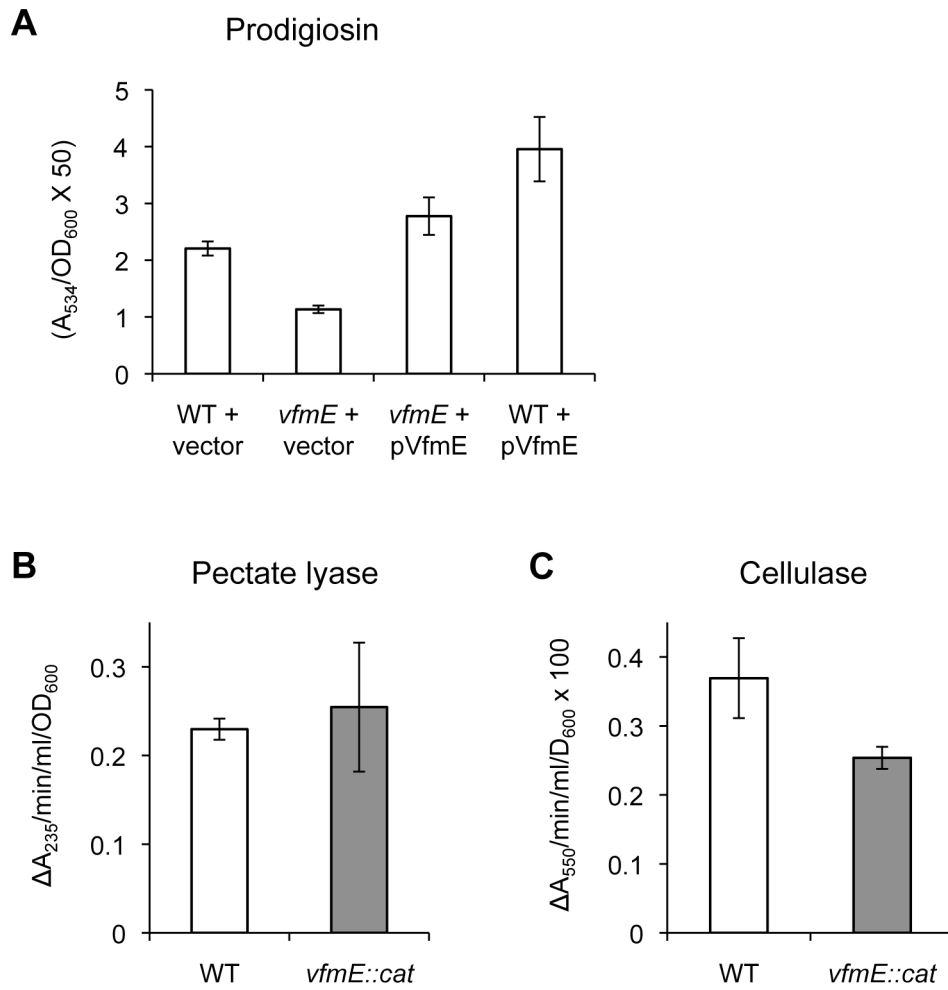 A
Prodigiosin
(A534/OD600 X 50)
5
4
3
2
1
0
WT +
vector
vfmE +
vector
vfmE +
pVfmE
WT +
pVfmE
B
Pectate lyase
ΔA235/min/ml/OD600
0.3
0.2
0.1
0
WT
vfmE::cat
C
Cellulase
ΔA550/min/ml/D600 x 100
0.4
0.3
0.2
0.1
0
WT
vfmE::cat